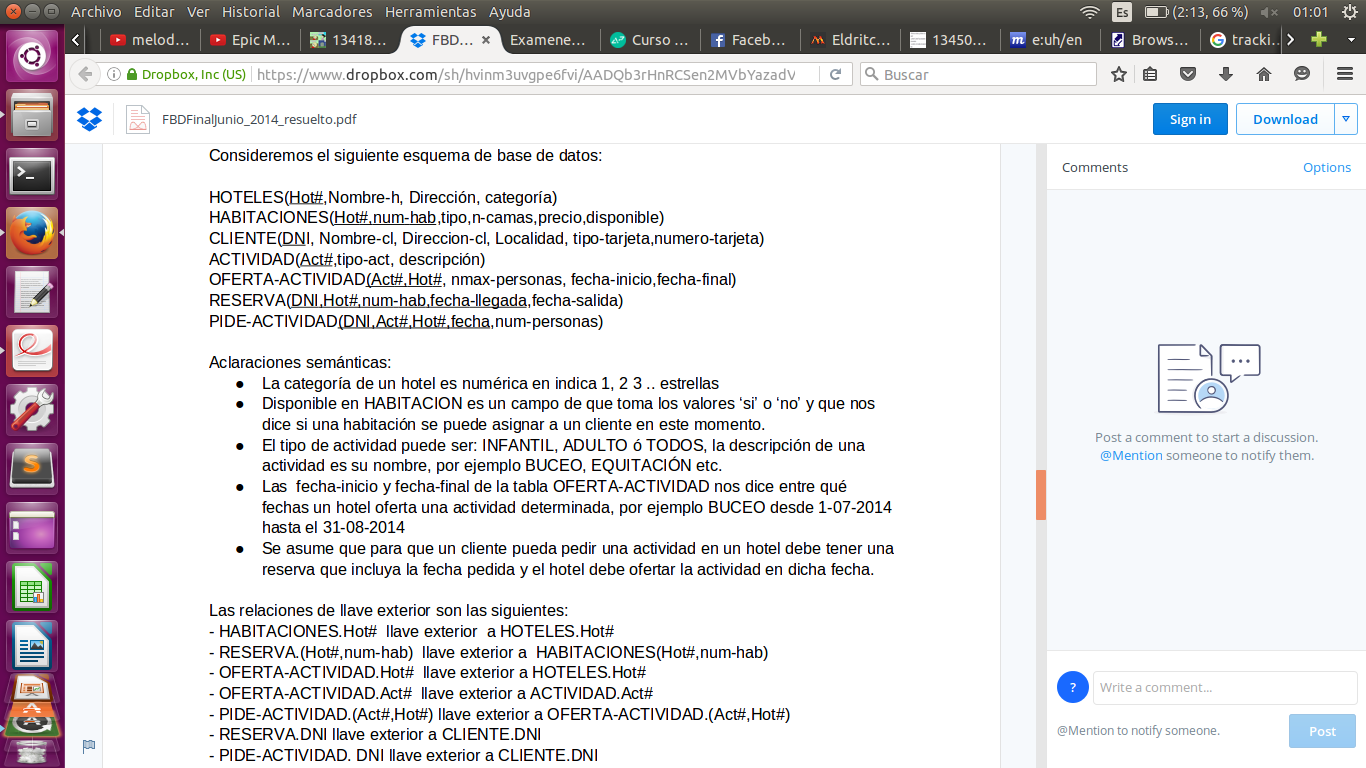 Archivo Editar Ver Historial Marcadores Herramientas Ayuda
Es (2:13, 66 %) 01:01
melod... Epic M... 13418... FBD... Examene... Curso ... Faceb... Eldritc... 13450... e:uh/en Brows... tracki...
Dropbox, Inc (US) https://www.dropbox.com/sh/hvinm3uvgpe6fvi/AADQb3rHnRCSen2MVbYazadV Buscar
FBDFinalJunio_2014_resuelto.pdf Sign in Download
Consideremos el siguiente esquema de base de datos:
HOTELES(Hot#,Nombre-h, Dirección, categoría)
HABITACIONES(Hot#,num-hab,tipo,n-camas,precio,disponible)
CLIENTE(DNI, Nombre-cl, Direccion-cl, Localidad, tipo-tarjeta,numero-tarjeta)
ACTIVIDAD(Act#,tipo-act, descripción)
OFERTA-ACTIVIDAD(Act#,Hot#, nmax-personas, fecha-inicio,fecha-final)
RESERVA(DNI,Hot#,num-hab,fecha-llegada,fecha-salida)
PIDE-ACTIVIDAD(DNI,Act#,Hot#,fecha,num-personas)
Aclaraciones semánticas:
● La categoría de un hotel es numérica en indica 1, 2 3 .. estrellas
● Disponible en HABITACION es un campo de que toma los valores ‘si’ o ‘no’ y que nos
dice si una habitación se puede asignar a un cliente en este momento.
● El tipo de actividad puede ser: INFANTIL, ADULTO ó TODOS, la descripción de una
actividad es su nombre, por ejemplo BUCEO, EQUITACIÓN etc.
● Las fecha-inicio y fecha-final de la tabla OFERTA-ACTIVIDAD nos dice entre qué
fechas un hotel oferta una actividad determinada, por ejemplo BUCEO desde 1-07-2014
hasta el 31-08-2014
● Se asume que para que un cliente pueda pedir una actividad en un hotel debe tener una
reserva que incluya la fecha pedida y el hotel debe ofertar la actividad en dicha fecha.
Las relaciones de llave exterior son las siguientes:
- HABITACIONES.Hot# llave exterior a HOTELES.Hot#
- RESERVA.(Hot#,num-hab) llave exterior a HABITACIONES(Hot#,num-hab)
- OFERTA-ACTIVIDAD.Hot# llave exterior a HOTELES.Hot#
- OFERTA-ACTIVIDAD.Act# llave exterior a ACTIVIDAD.Act#
- PIDE-ACTIVIDAD.(Act#,Hot#) llave exterior a OFERTA-ACTIVIDAD.(Act#,Hot#)
- RESERVA.DNI llave exterior a CLIENTE.DNI
- PIDE-ACTIVIDAD. DNI llave exterior a CLIENTE.DNI
Comments Options
Post a comment to start a discussion.
@Mention someone to notify them.
? Write a comment...
@Mention to notify someone. Post